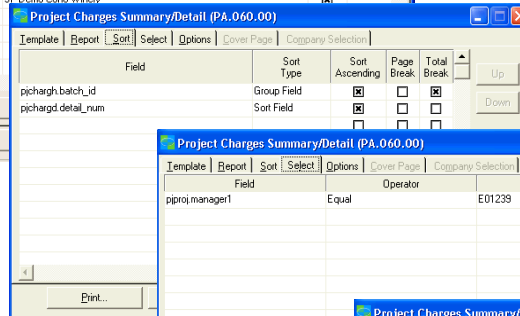 Project Charges Summary/Detail (PA.060.00)
Template Report Sort Select Options Cover Page Company Selection
Field Sort Type Sort Ascending Page Break Total Break
Up
pjchargh.batch_id Group Field
pjchargd.detail_num Sort Field
Down
Project Charges Summary/Detail (PA.060.00)
Template Report Sort Select Options Cover Page Company Selection
Field Operator
pjproj.manager1 Equal E01239
Print...
Project Charges Summary/